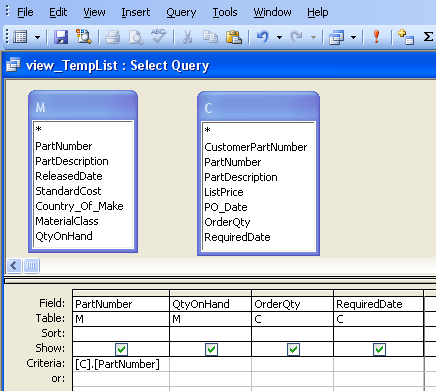 File Edit View Insert Query Tools Window Help
ABC
Σ
view_TempList : Select Query
M
*
PartNumber
PartDescription
ReleasedDate
StandardCost
Country_Of_Make
MaterialClass
QtyOnHand
C
*
CustomerPartNumber
PartNumber
PartDescription
ListPrice
PO_Date
OrderQty
RequiredDate
Field: PartNumber QtyOnHand OrderQty RequiredDate
Table: M M C C
Sort:
Show:
Criteria: [C].[PartNumber]
or: